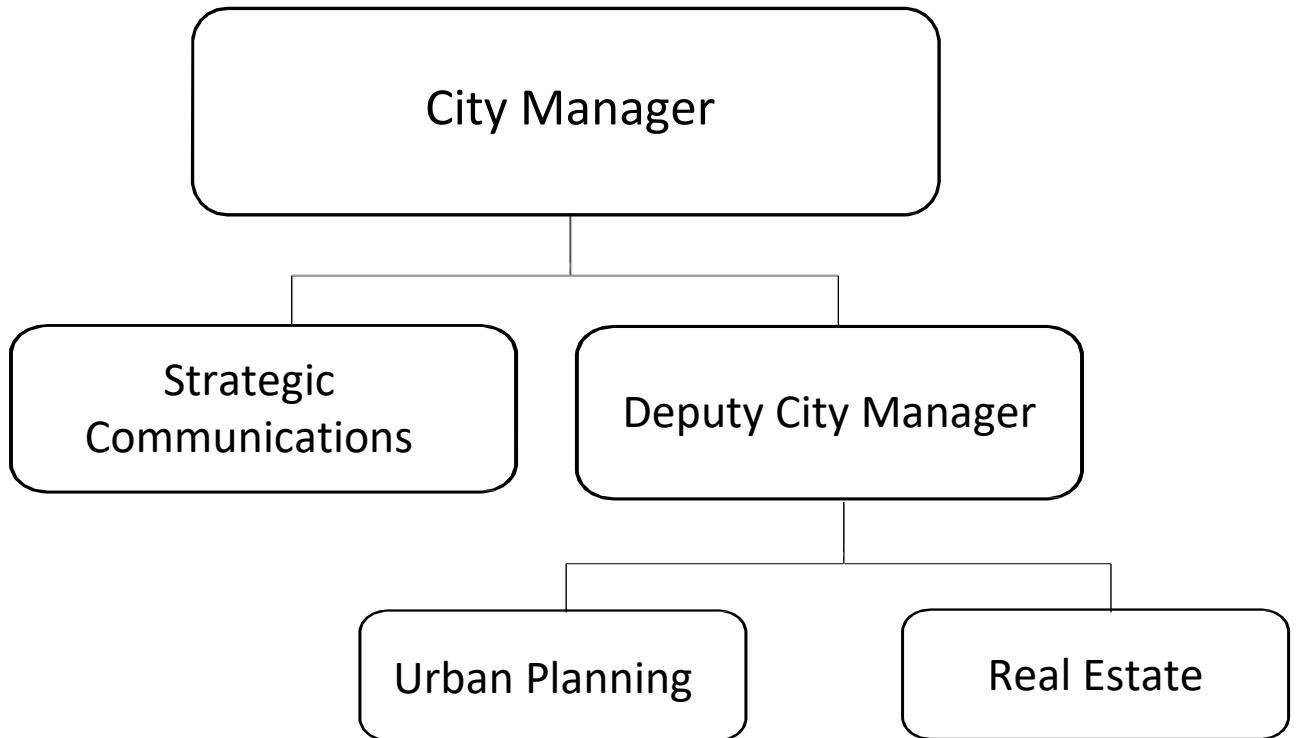 City Manager
Strategic
Communications
Deputy City Manager
Urban Planning
Real Estate